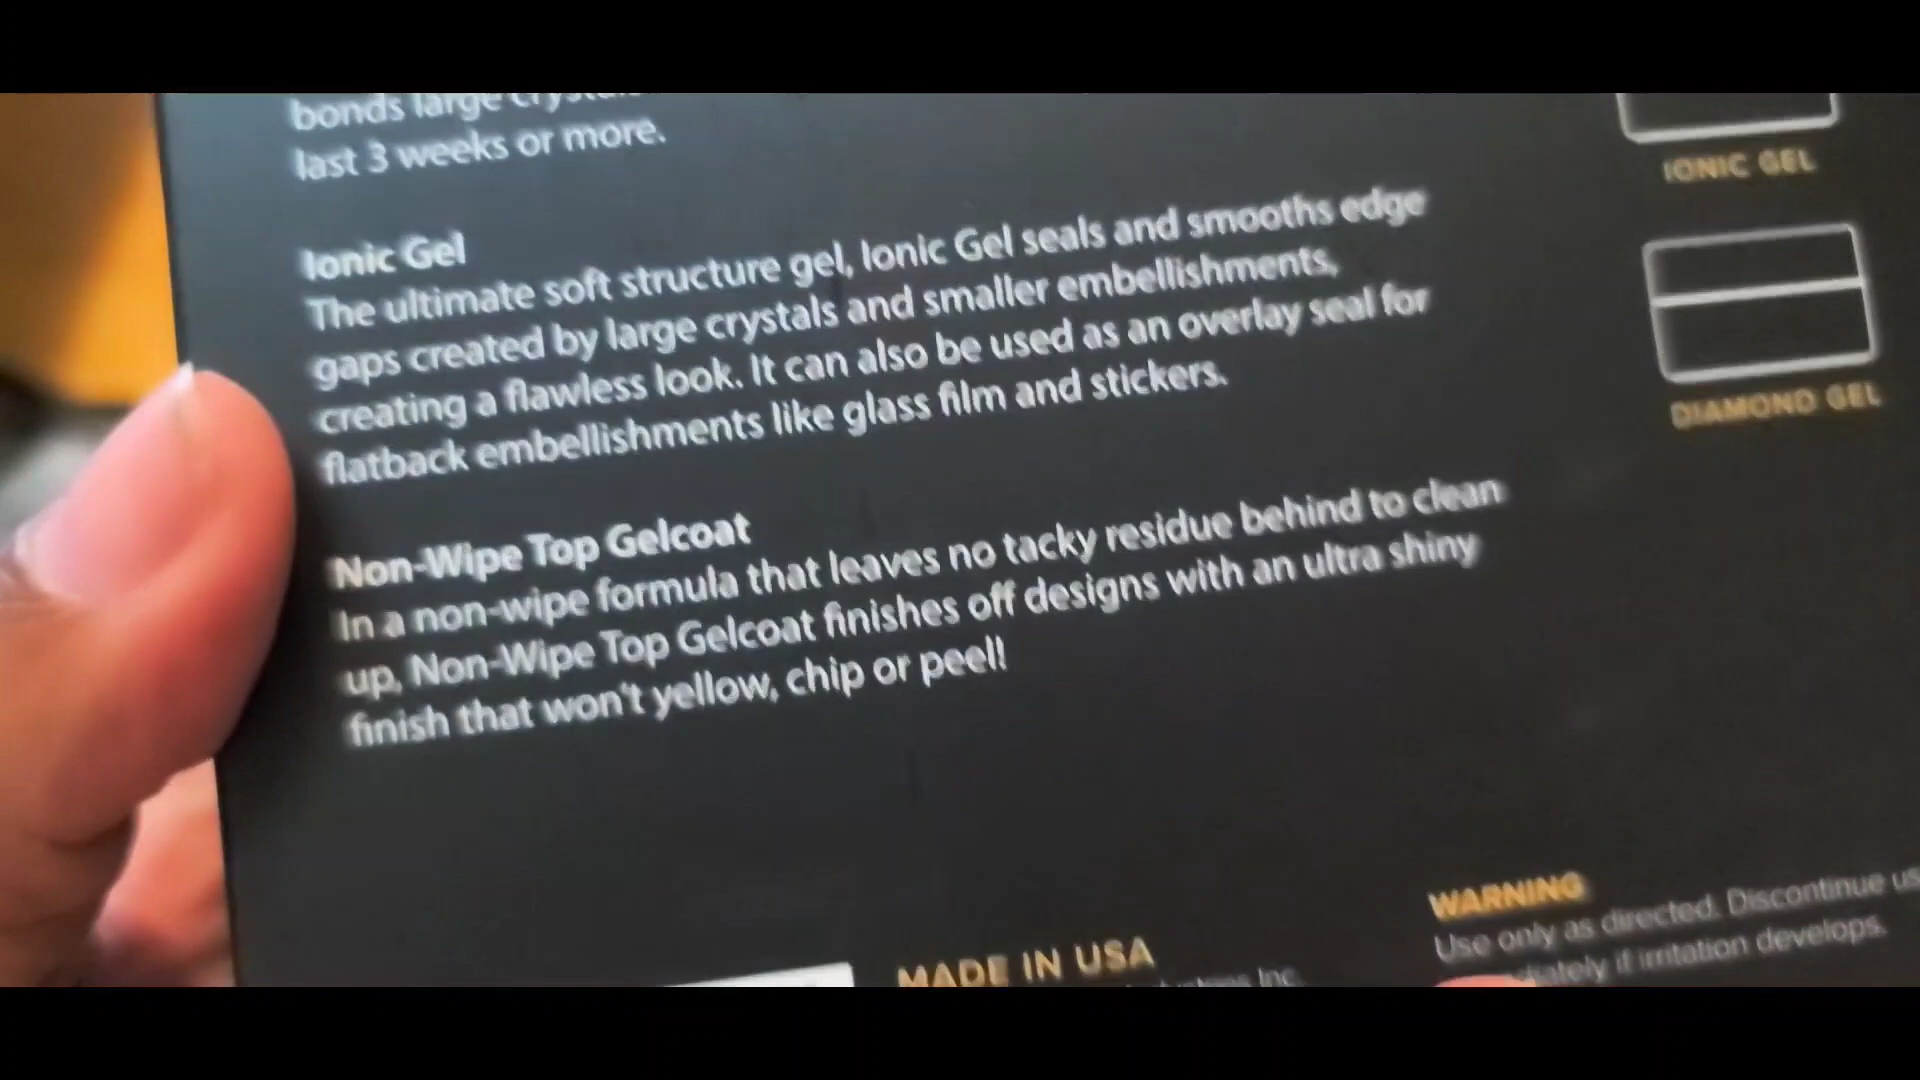 bonds large
last 3 weeks or more.
Ionic Gel
The ultimate soft structure gel, Ionic Gel seals and smooths edge
gaps created by large crystals and smaller embellishments,
creating a flawless look. It can also be used as an overlay seal for
flatback embellishments like glass film and stickers.
Non-Wipe Top Gelcoat
In a non-wipe formula that leaves no tacky residue behind to clean
up, Non-Wipe Top Gelcoat finishes off designs with an ultra shiny
finish that won't yellow, chip or peel!
IONIC GEL
DIAMOND GEL
MADE IN USA
Inc.
WARNING
Use only as directed. Discontinue
if irritation develops.